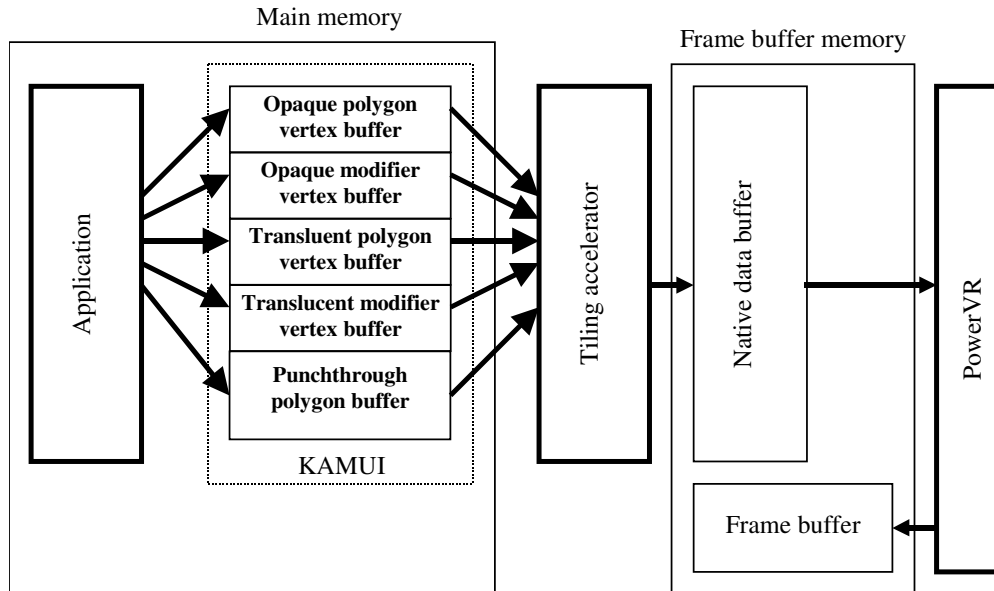 Main memory
Frame buffer memory
Application
Opaque polygon
vertex buffer
Opaque modifier
vertex buffer
Transluent polygon
vertex buffer
Translucent modifier
vertex buffer
Punchthrough
polygon buffer
KAMUI
Tiling accelerator
Native data buffer
Frame buffer
PowerVR